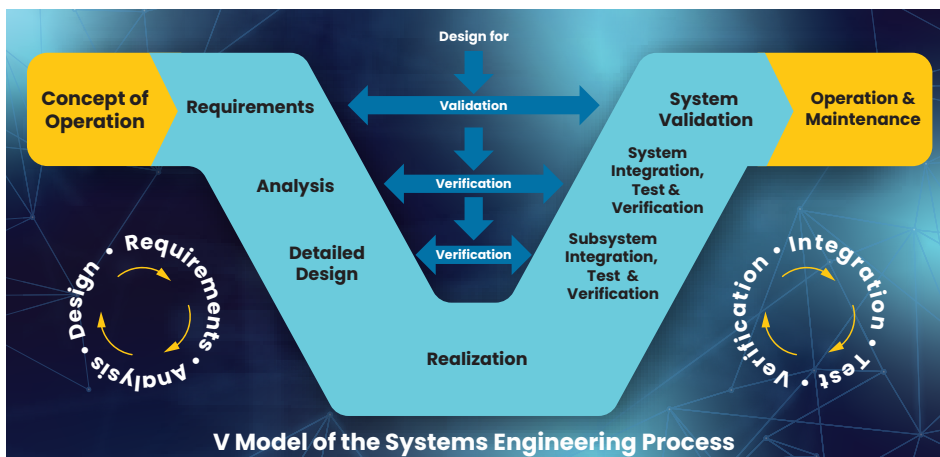 Design for
Concept of
Operation
Requirements
Validation
System
Validation
Operation &
Maintenance
Analysis
Verification
System
Integration,
Test &
Verification
Detailed
Design
Verification
Subsystem
Integration,
Test &
Verification
Realization
Requirements • Analysis • Design •
Integration • Test • Verification •
V Model of the Systems Engineering Process